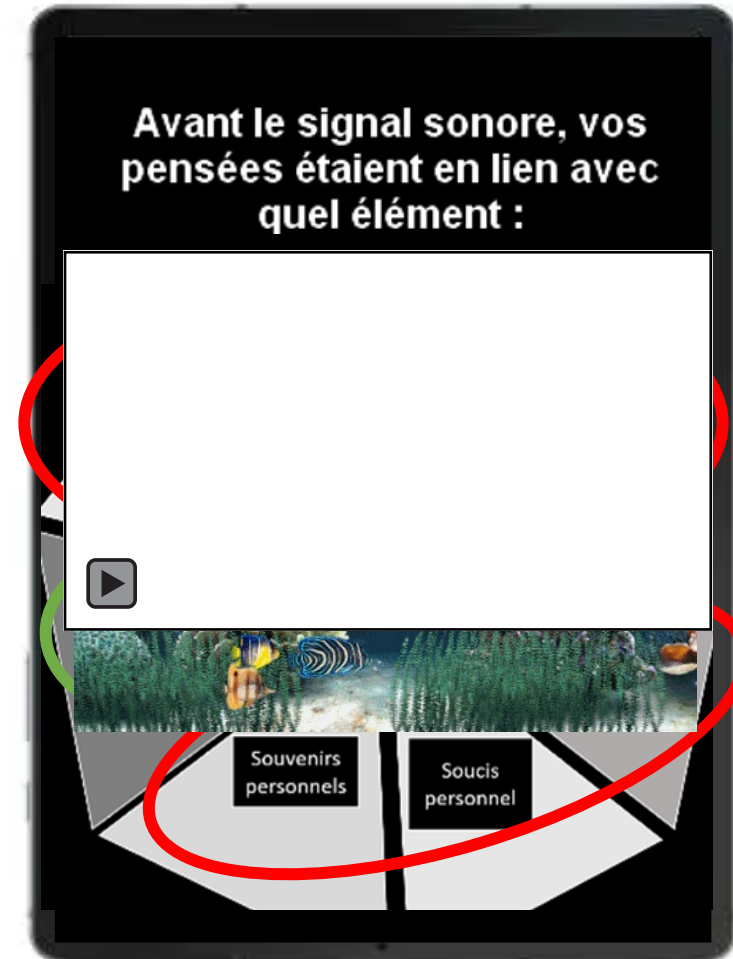 Avant le signal sonore, vos
pensées étaient en lien avec
quel élément :
Souvenirs
personnels
Soucis
personnel